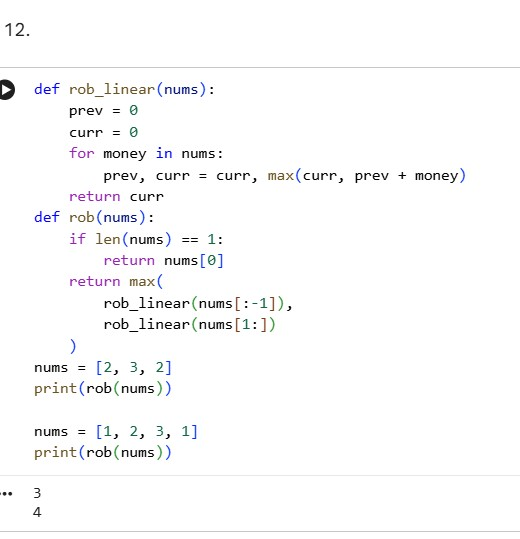 12.
def rob_linear(nums):
    prev = 0
    curr = 0
    for money in nums:
        prev, curr = curr, max(curr, prev + money)
    return curr
def rob(nums):
    if len(nums) == 1:
        return nums[0]
    return max(
        rob_linear(nums[:-1]),
        rob_linear(nums[1:])
    )
nums = [2, 3, 2]
print(rob(nums))
nums = [1, 2, 3, 1]
print(rob(nums))
3
4